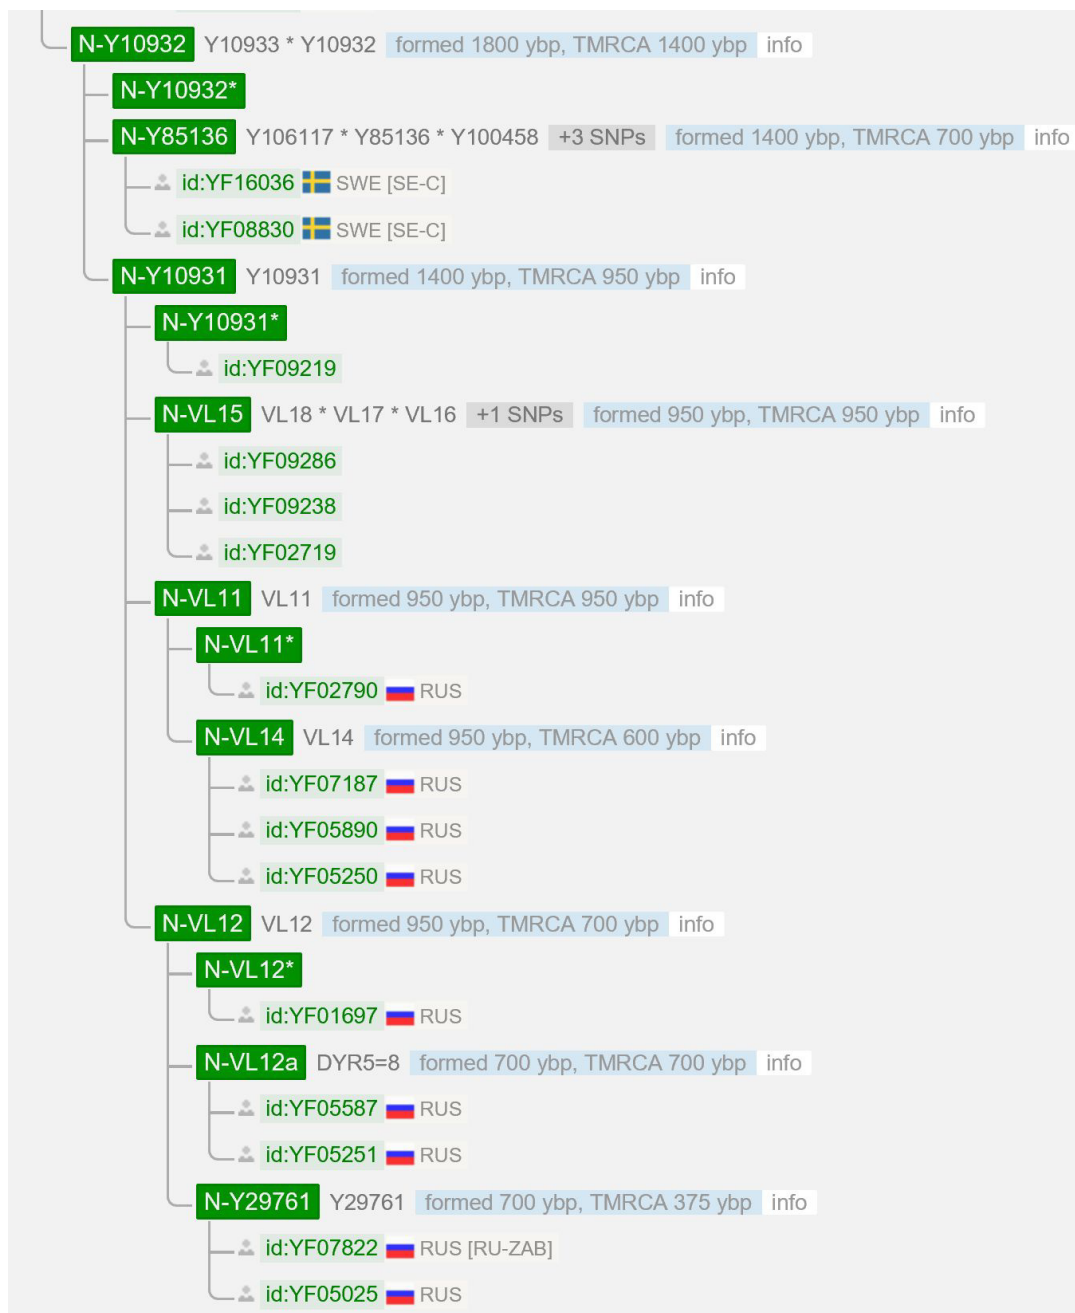 N-Y10932 Y10933 * Y10932 formed 1800 ybp, TMRCA 1400 ybp info
N-Y10932*
N-Y85136 Y106117 * Y85136 * Y100458 +3 SNPs formed 1400 ybp, TMRCA 700 ybp info
id:YF16036 SWE [SE-C]
id:YF08830 SWE [SE-C]
N-Y10931 Y10931 formed 1400 ybp, TMRCA 950 ybp info
N-Y10931*
id:YF09219
N-VL15 VL18 * VL17 * VL16 +1 SNPs formed 950 ybp, TMRCA 950 ybp info
id:YF09286
id:YF09238
id:YF02719
N-VL11 VL11 formed 950 ybp, TMRCA 950 ybp info
N-VL11*
id:YF02790 RUS
N-VL14 VL14 formed 950 ybp, TMRCA 600 ybp info
id:YF07187 RUS
id:YF05890 RUS
id:YF05250 RUS
N-VL12 VL12 formed 950 ybp, TMRCA 700 ybp info
N-VL12*
id:YF01697 RUS
N-VL12a DYR5=8 formed 700 ybp, TMRCA 700 ybp info
id:YF05587 RUS
id:YF05251 RUS
N-Y29761 Y29761 formed 700 ybp, TMRCA 375 ybp info
id:YF07822 RUS [RU-ZAB]
id:YF05025 RUS